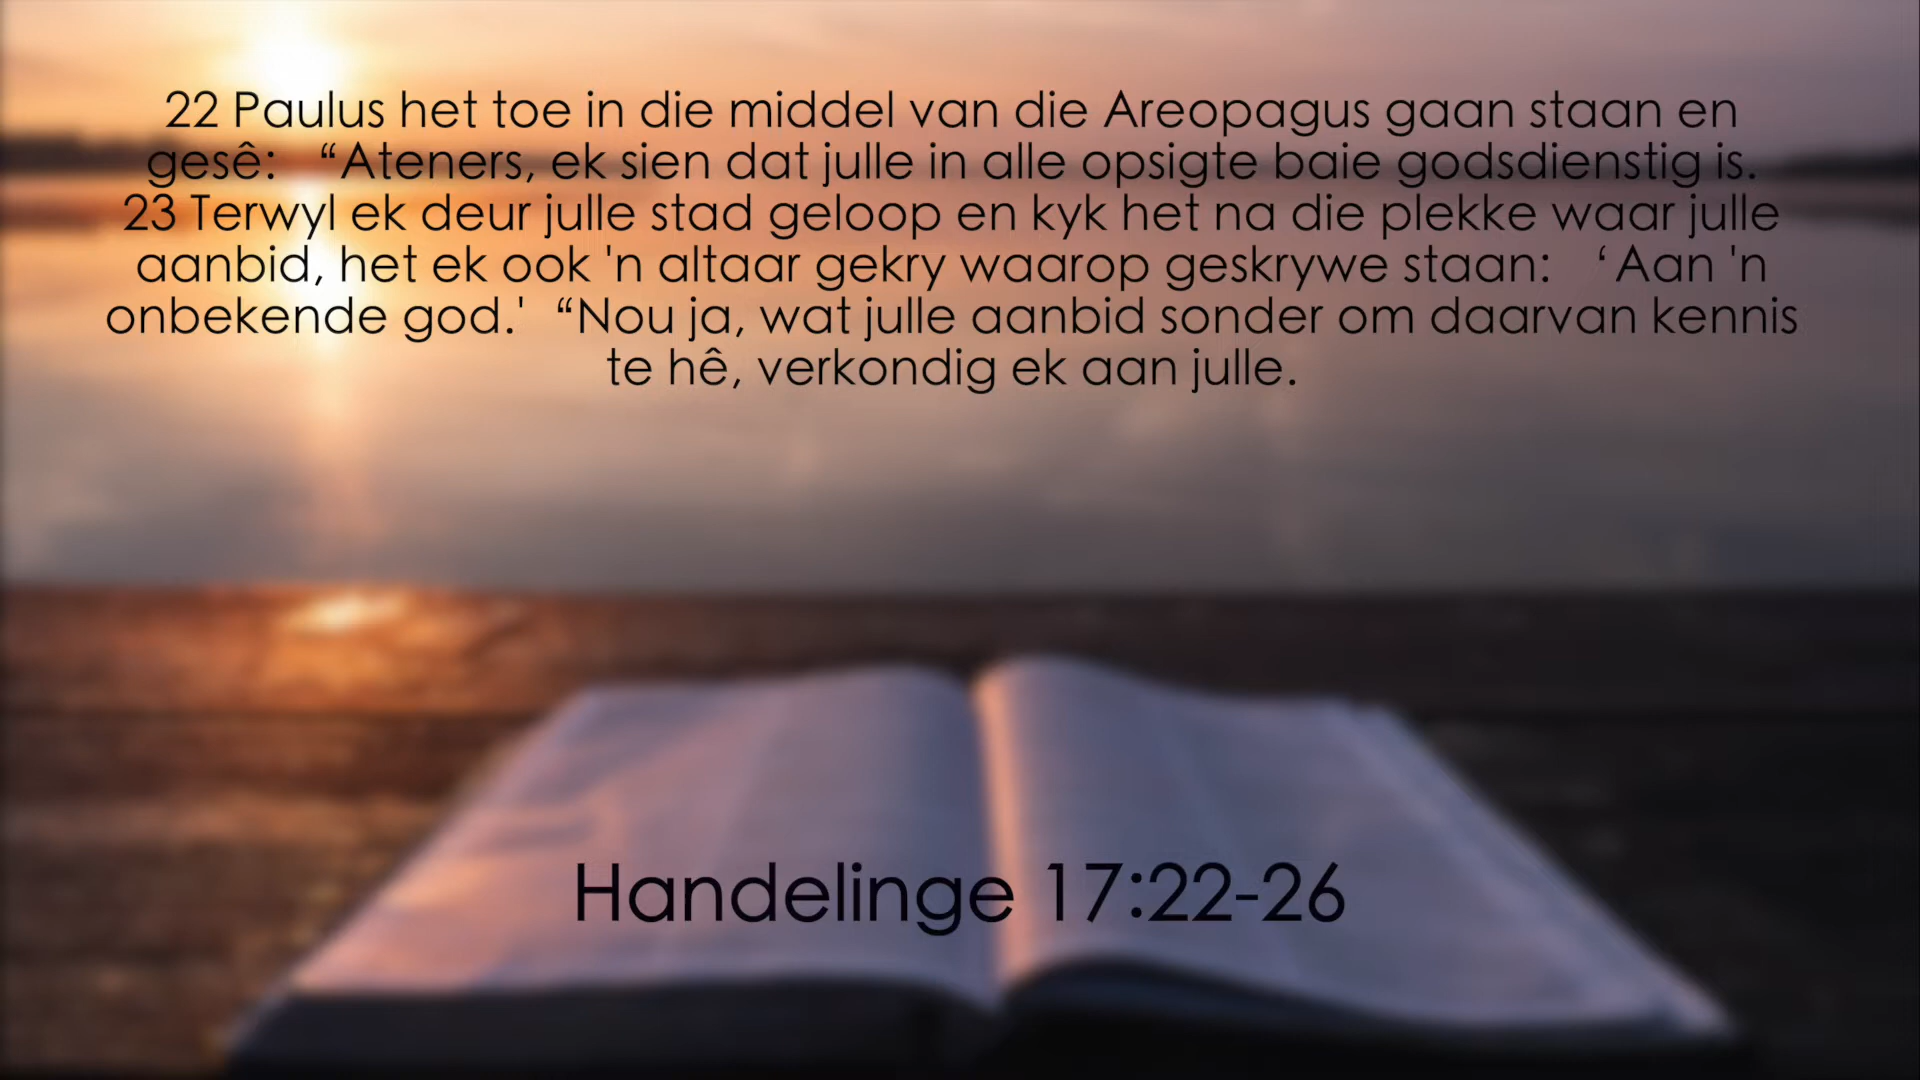 22 Paulus het toe in die middel van die Areopagus gaan staan en
gesê:   “Ateners, ek sien dat julle in alle opsigte baie godsdienstig is.
23 Terwyl ek deur julle stad geloop en kyk het na die plekke waar julle
aanbid, het ek ook 'n altaar gekry waarop geskrywe staan:   ‘Aan 'n
onbekende god.'  “Nou ja, wat julle aanbid sonder om daarvan kennis
te hê, verkondig ek aan julle.
Handelinge 17:22-26